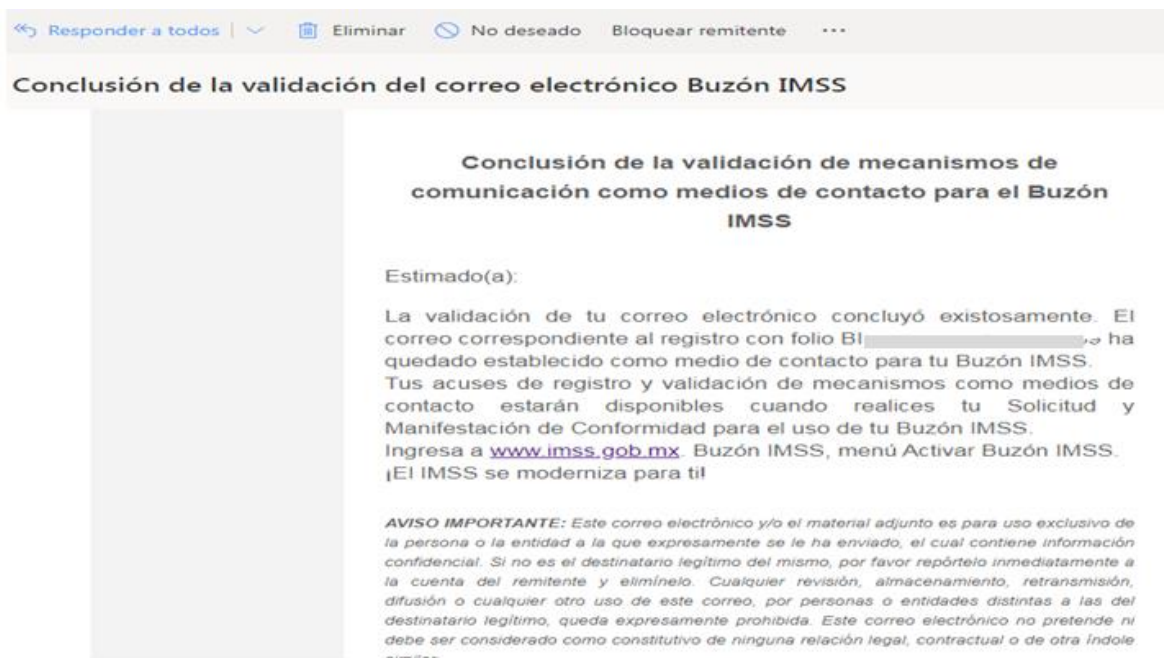 Responder a todos | Eliminar No deseado Bloquear remitente ...
Conclusión de la validación del correo electrónico Buzón IMSS
Conclusión de la validación de mecanismos de
comunicación como medios de contacto para el Buzón
IMSS
Estimado(a):
La validación de tu correo electrónico concluyó existosamente. El
correo correspondiente al registro con folio BI ha
quedado establecido como medio de contacto para tu Buzón IMSS.
Tus acuses de registro y validación de mecanismos como medios de
contacto estarán disponibles cuando realices tu Solicitud y
Manifestación de Conformidad para el uso de tu Buzón IMSS.
Ingresa a www.imss.gob.mx. Buzón IMSS, menú Activar Buzón IMSS.
¡El IMSS se moderniza para ti!
AVISO IMPORTANTE: Este correo electrónico y/o el material adjunto es para uso exclusivo de
la persona o la entidad a la que expresamente se le ha enviado, el cual contiene información
confidencial. Si no es el destinatario legítimo del mismo, por favor repórtelo inmediatamente a
la cuenta del remitente y elimínelo. Cualquier revisión, almacenamiento, retransmisión,
difusión o cualquier otro uso de este correo, por personas o entidades distintas a las del
destinatario legítimo, queda expresamente prohibida. Este correo electrónico no pretende ni
debe ser considerado como constitutivo de ninguna relación legal, contractual o de otra índole